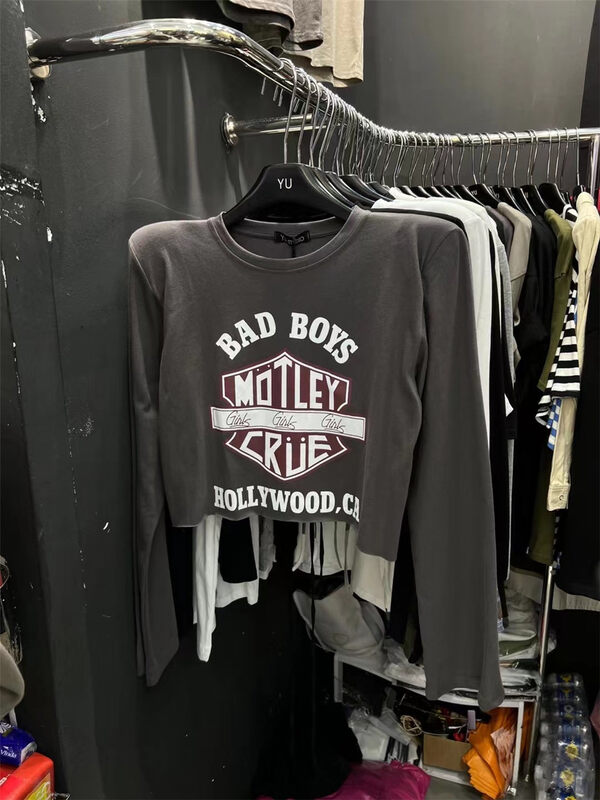 YU
BAD BOYS
MÖTLEY
Girls Girls Girls
CRÜE
HOLLYWOOD, CA